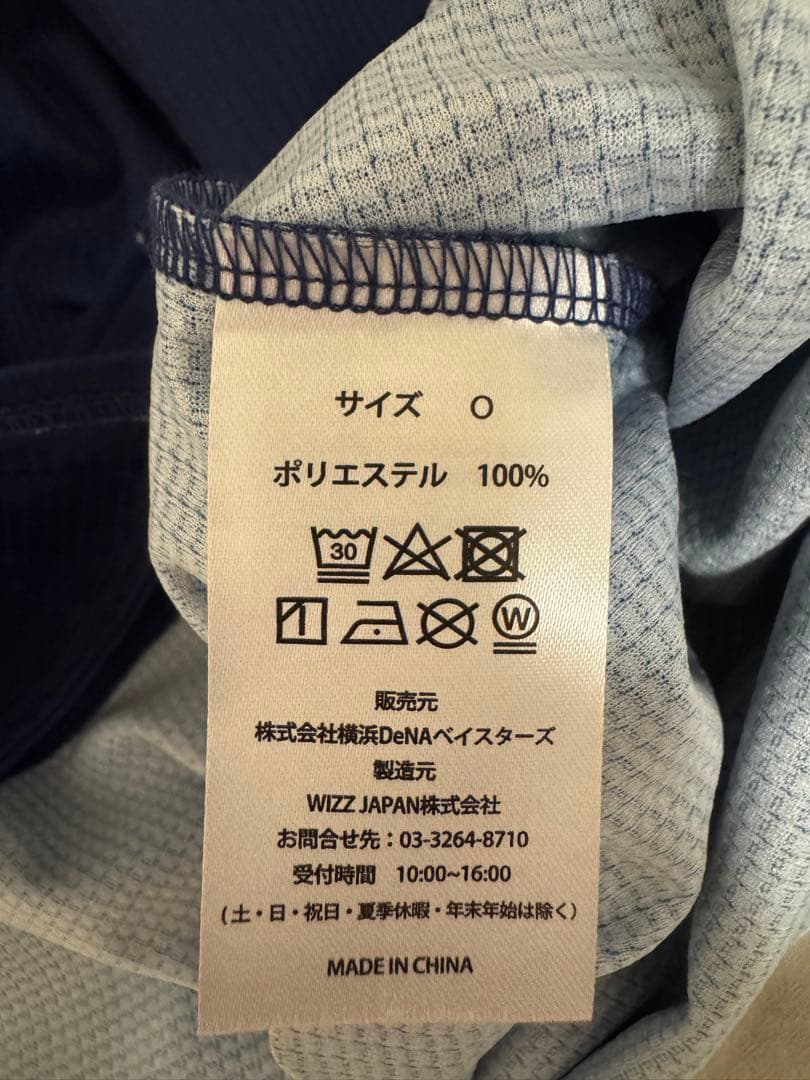 サイズ O
ポリエステル 100%
30
W
販売元
株式会社横浜DeNAベイスターズ
製造元
WIZZ JAPAN株式会社
お問合せ先：03-3264-8710
受付時間 10:00~16:00
(土・日・祝日・夏季休暇・年末年始は除く)
MADE IN CHINA